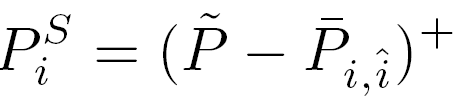 $P_i^S = (\tilde{P} - \bar{P}_{i,\hat{i}})^+$